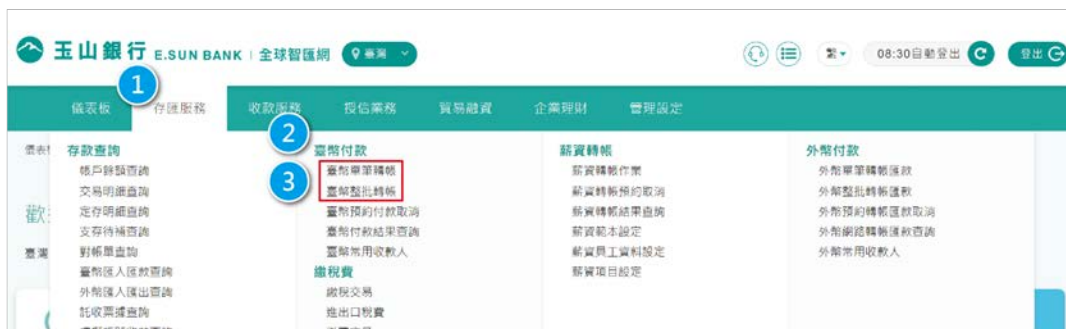 玉山銀行 E.SUN BANK | 全球智匯網 臺灣 繁 08:30自動登出 登出
1
儀表板 存匯服務 收款服務 授信業務 貿易融資 企業理財 管理設定
2
3
存款查詢
帳戶餘額查詢
交易明細查詢
定存明細查詢
支存待補查詢
對帳單查詢
臺幣匯入匯款查詢
外幣匯入匯出查詢
託收票據查詢
臺幣付款
臺幣單筆轉帳
臺幣整批轉帳
臺幣預約付款取消
臺幣付款結果查詢
臺幣常用收款人
繳稅費
繳稅交易
進出口稅費
薪資轉帳
薪資轉帳作業
薪資轉帳預約取消
薪資轉帳結果查詢
薪資範本設定
薪資員工資料設定
薪資項目設定
外幣付款
外幣單筆轉帳匯款
外幣整批轉帳匯款
外幣預約轉帳匯款取消
外幣網路轉帳匯款查詢
外幣常用收款人
歡
臺灣